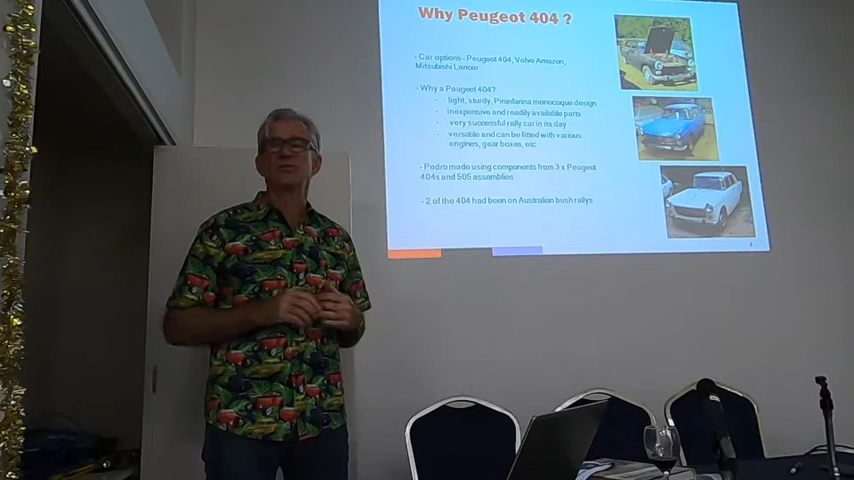 Why Peugeot 404 ?
- Car options -Peugeot 404, Volvo Amazon,
Mitsubishi Lancer
- Why a Peugeot 404?
- light, sturdy, Pininfarina monocoque design
- inexpensive and readily available parts
- very successful rally car in its day
- versatile and can be fitted with various
engines, gear boxes, etc
- Pedro made using components from 3 x Peugeot
404s and 505 assembly
- 2 of the 404 had been on Australian bush rallys